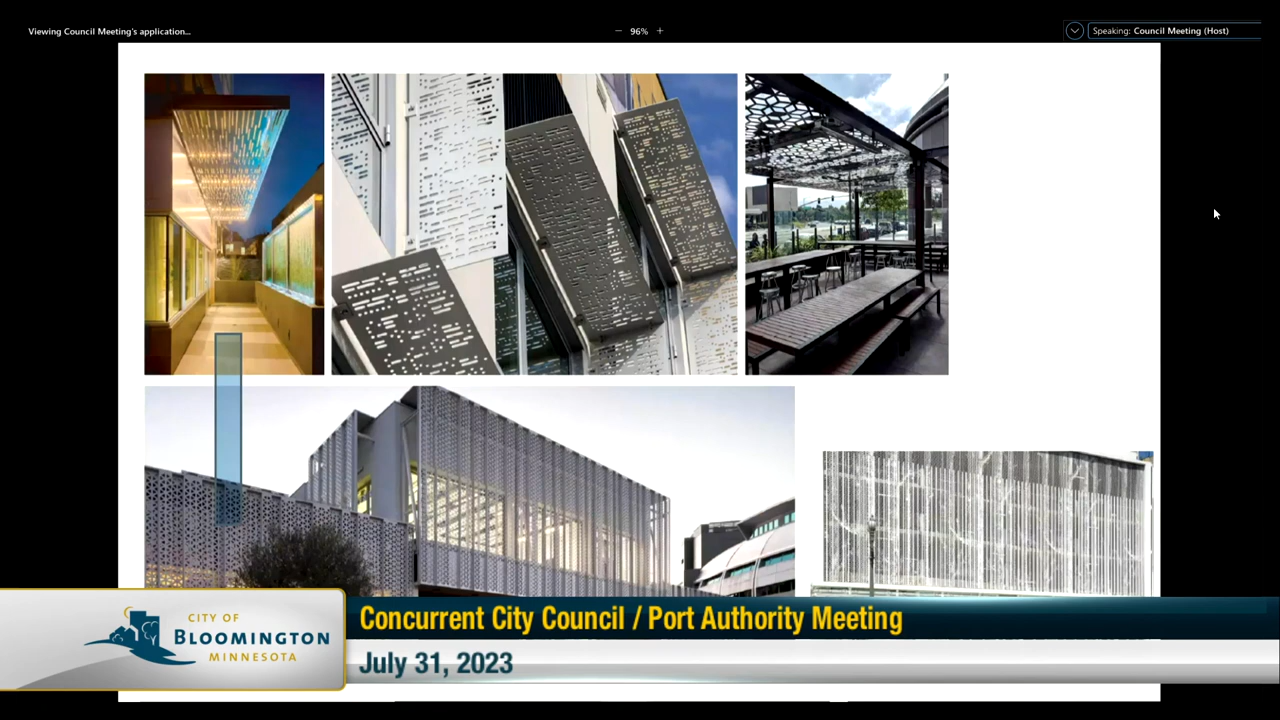 Viewing Council Meeting's application...
96%
Speaking: Council Meeting (Host)
CITY OF
BLOOMINGTON
MINNESOTA
Concurrent City Council / Port Authority Meeting
July 31, 2023